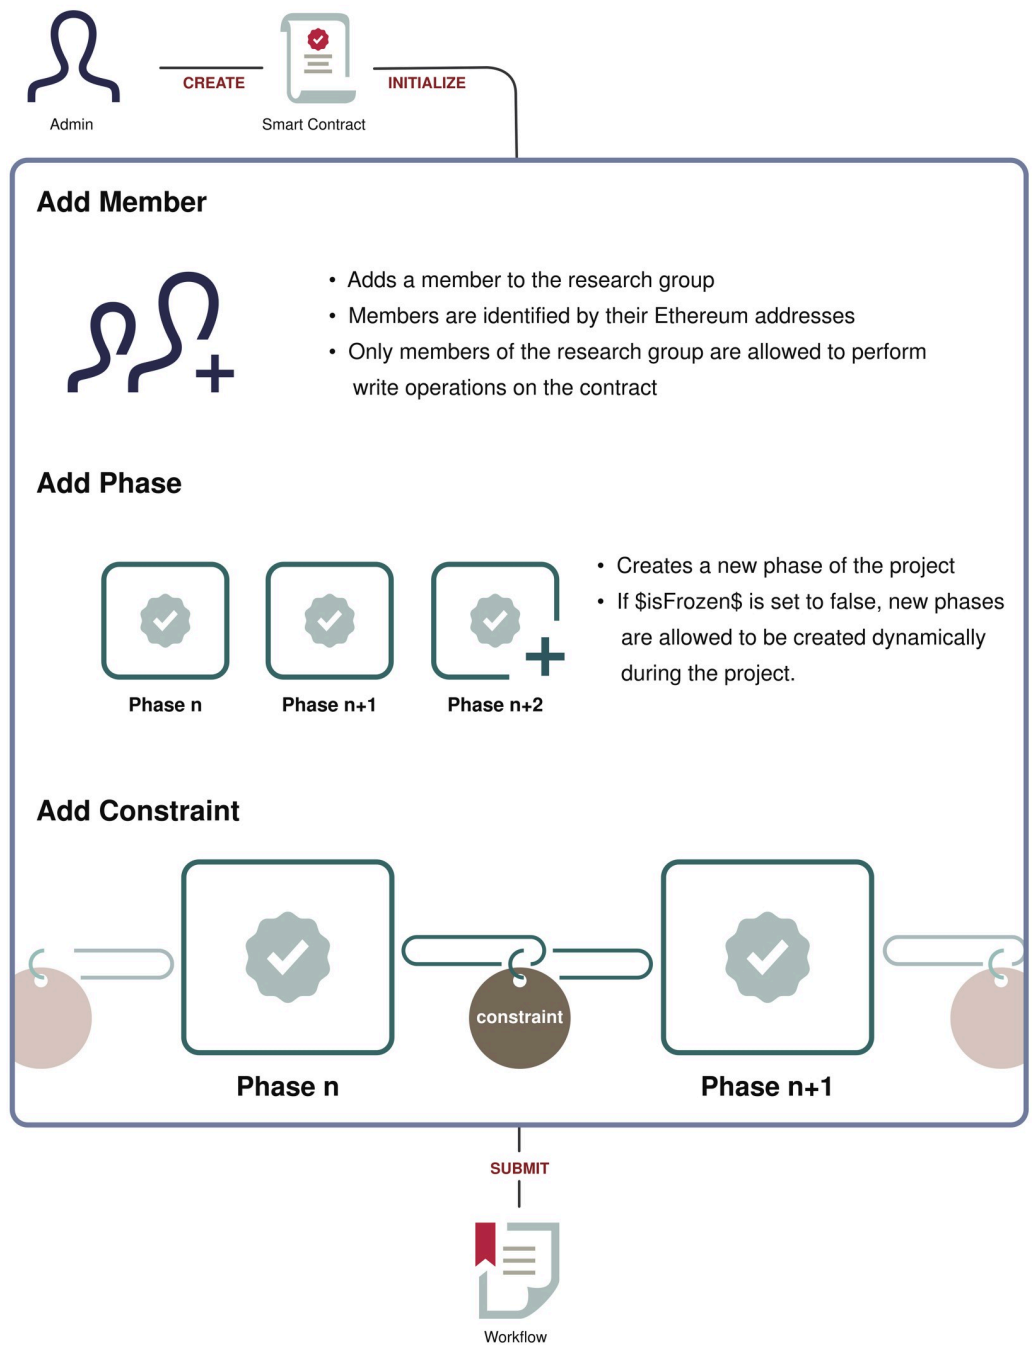 CREATE
INITIALIZE
Admin
Smart Contract
Add Member
• Adds a member to the research group
• Members are identified by their Ethereum addresses
• Only members of the research group are allowed to perform
write operations on the contract
Add Phase
• Creates a new phase of the project
• If $isFrozen$ is set to false, new phases
are allowed to be created dynamically
during the project.
Phase n
Phase n+1
Phase n+2
Add Constraint
constraint
Phase n
Phase n+1
SUBMIT
Workflow